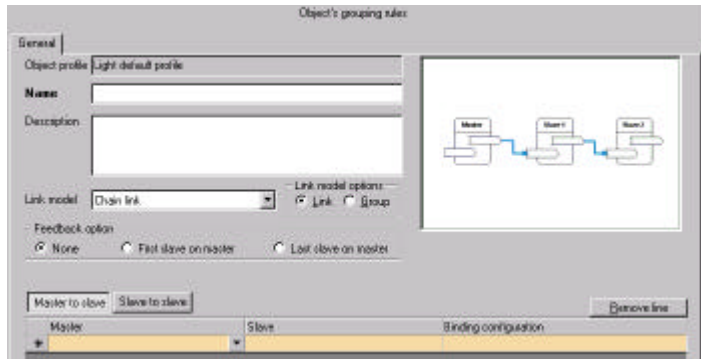 Object's grouping rules
General
Object profile Light default profile
Name
Description
Master Slave 1 Slave 2
Link model Chain link
Link model options
Link Group
Feedback option
None First slave on master Last slave on master
Master to slave Slave to slave
Remove line
Master Slave Binding configuration